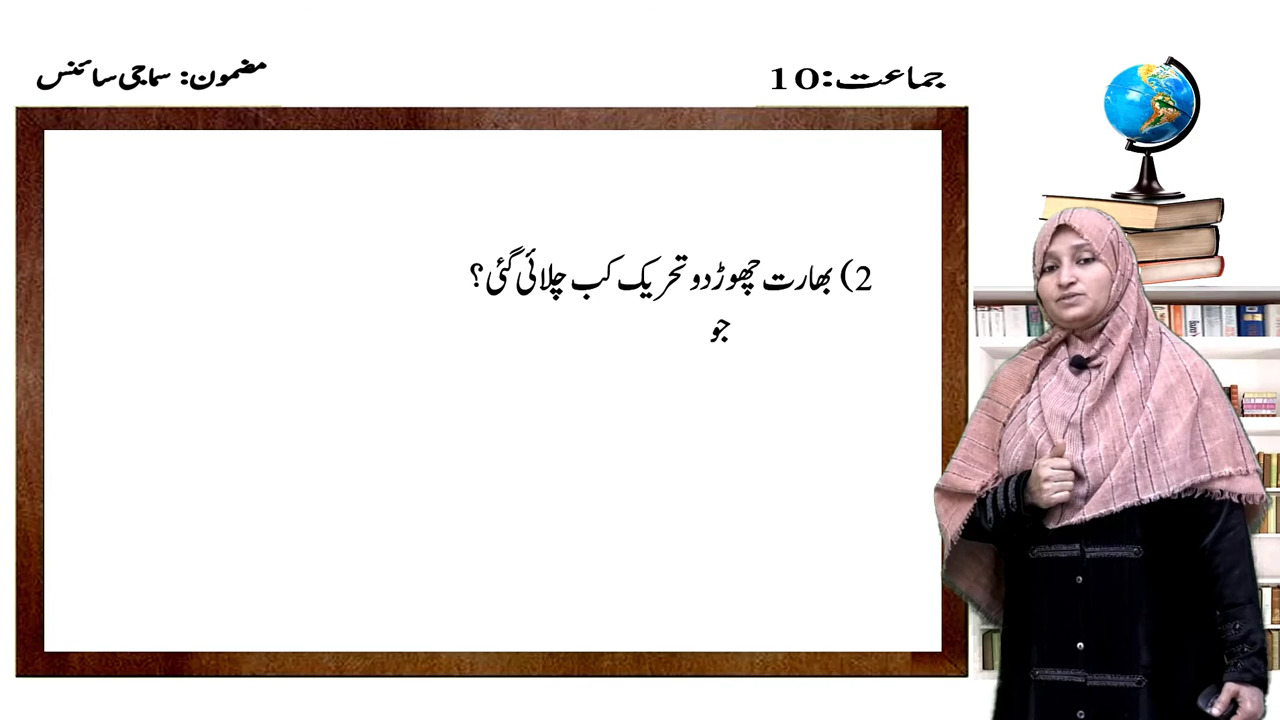 جماعت:10
مضمون: سماجی سائنس
2) بھارت چھوڑدو تحریک کب چلائی گئی؟
جو